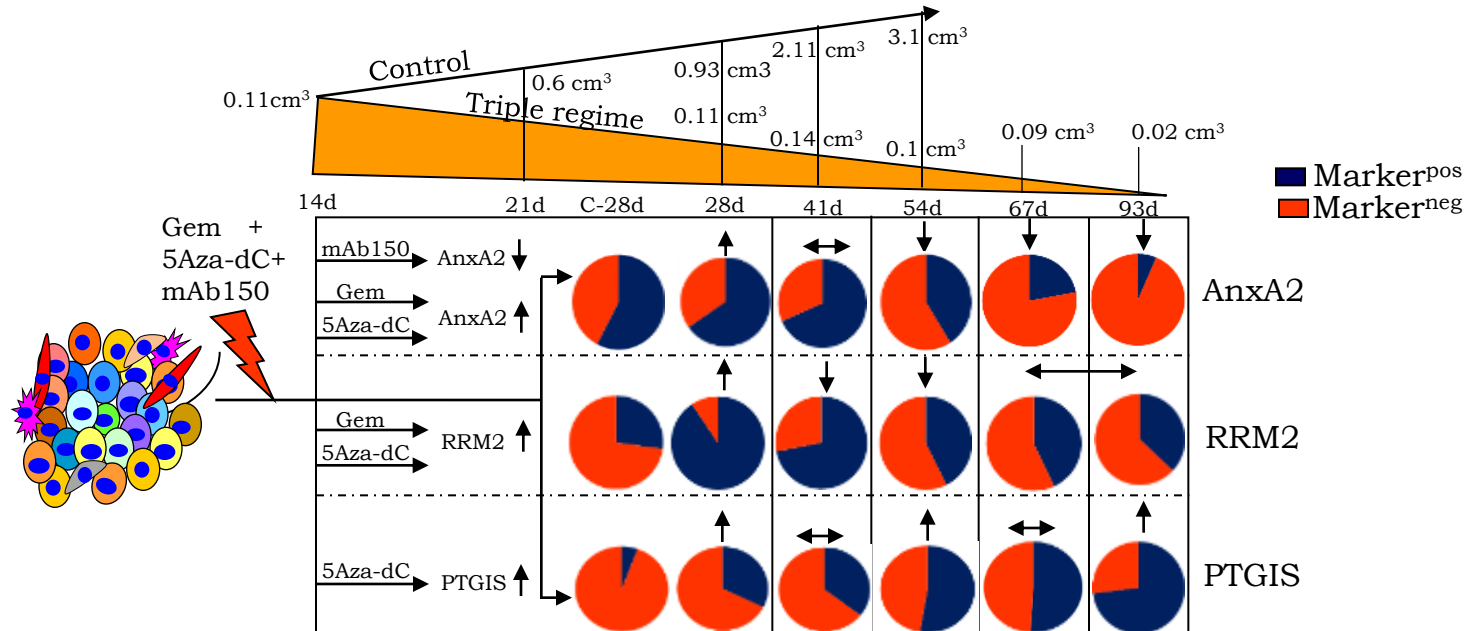 Control
Triple regime
0.11cm³
0.6 cm³
0.93 cm3
0.11 cm³
2.11 cm³
0.14 cm³
3.1 cm³
0.1 cm³
0.09 cm³
0.02 cm³
Marker^pos
Marker^neg
14d 21d C-28d 28d 41d 54d 67d 93d
Gem +
5Aza-dC+
mAb150
mAb150 AnxA2
Gem
5Aza-dC
AnxA2
AnxA2
Gem
5Aza-dC
RRM2
RRM2
5Aza-dC PTGIS
PTGIS